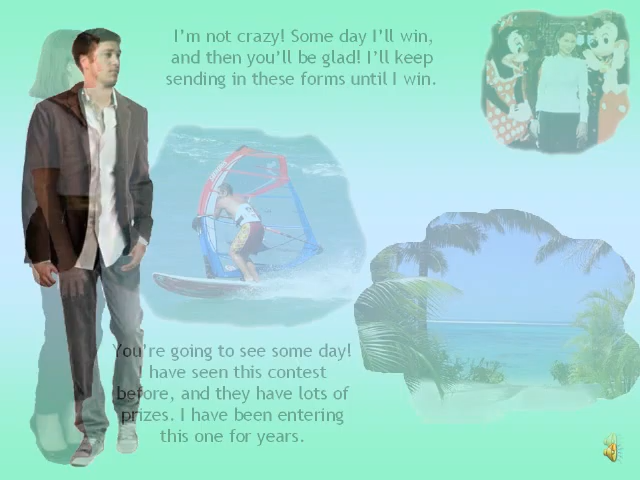 I'm not crazy! Some day I'll win,
and then you'll be glad! I'll keep
sending in these forms until I win.
You're going to see some day!
I have seen this contest
before, and they have lots of
prizes. I have been entering
this one for years.